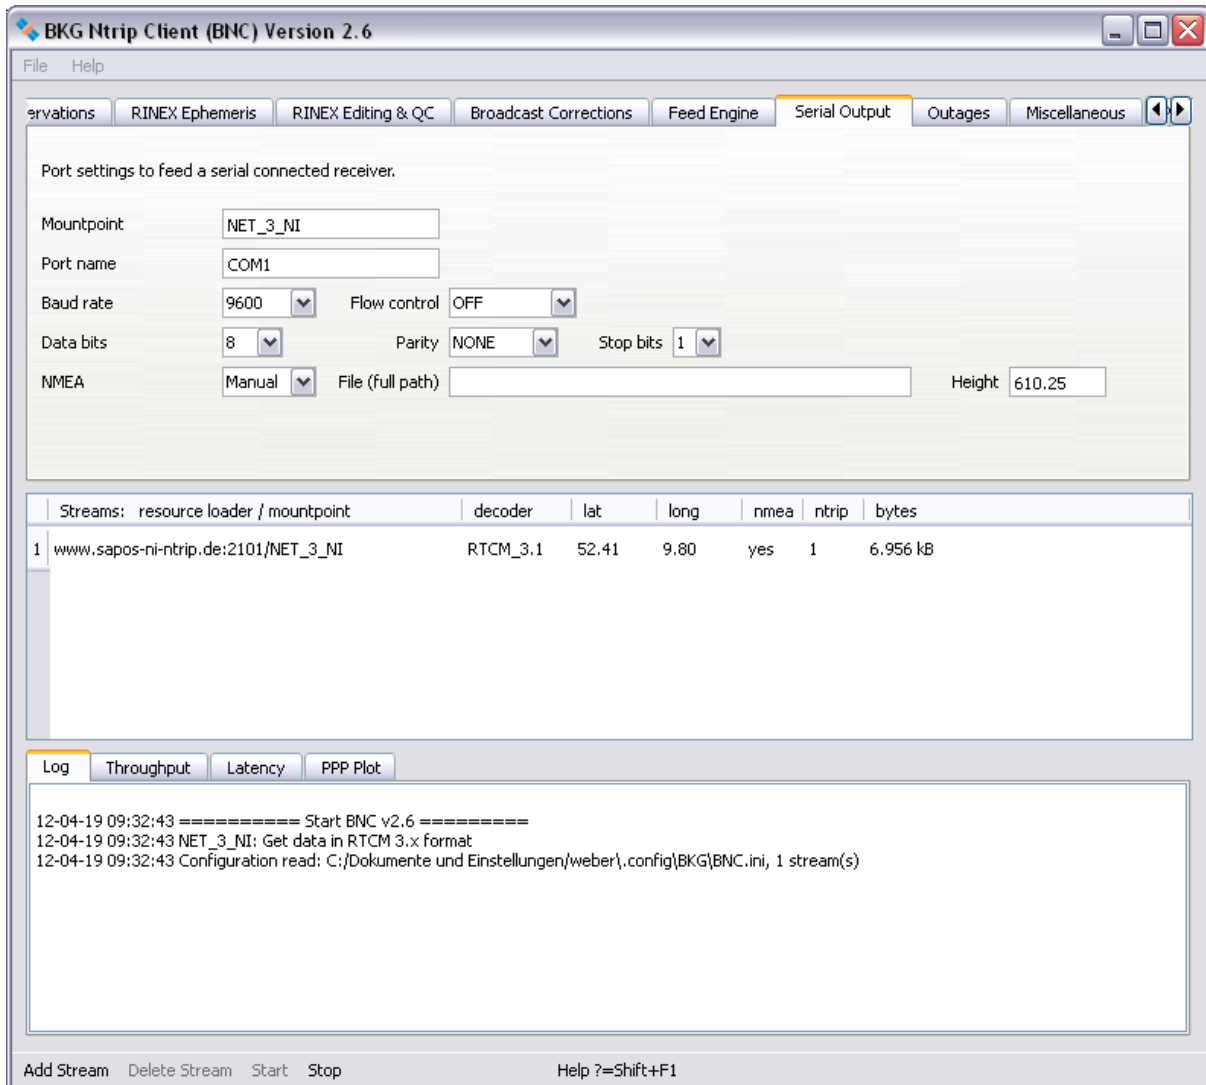 BKG Ntrip Client (BNC) Version 2.6
File Help
ervations RINEX Ephemeris RINEX Editing & QC Broadcast Corrections Feed Engine Serial Output Outages Miscellaneous
Port settings to feed a serial connected receiver.
Mountpoint NET_3_NI
Port name COM1
Baud rate 9600 Flow control OFF
Data bits 8 Parity NONE Stop bits 1
NMEA Manual File (full path) Height 610.25
Streams: resource loader / mountpoint decoder lat long nmea ntrip bytes
1 www.sapos-ni-ntrip.de:2101/NET_3_NI RTCM_3.1 52.41 9.80 yes 1 6.956 kB
Log Throughput Latency PPP Plot
12-04-19 09:32:43 ========== Start BNC v2.6 =========
12-04-19 09:32:43 NET_3_NI: Get data in RTCM 3.x format
12-04-19 09:32:43 Configuration read: C:/Dokumente und Einstellungen/weber\.config\BKG\BNC.ini, 1 stream(s)
Add Stream Delete Stream Start Stop Help ?=Shift+F1